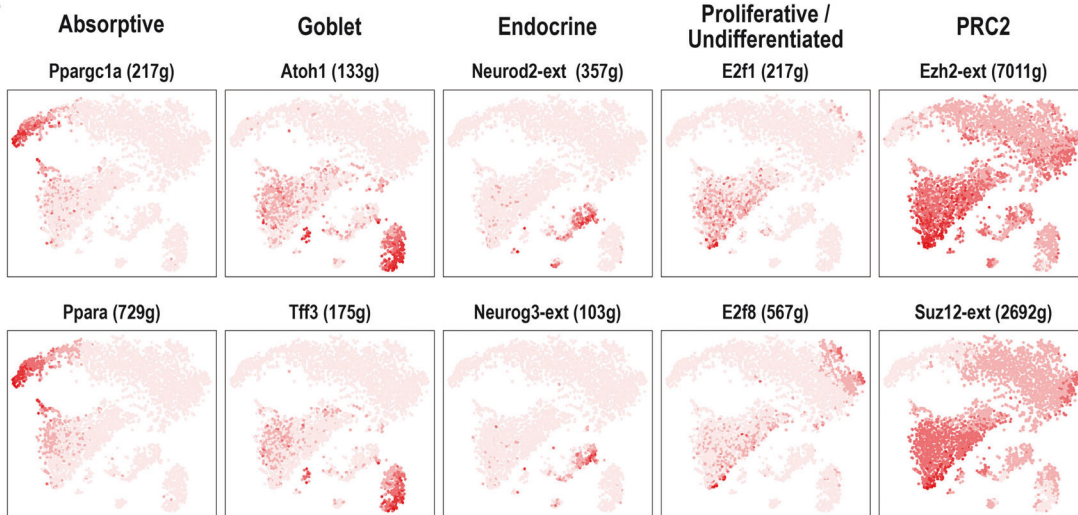 Absorptive
Goblet
Endocrine
Proliferative /
Undifferentiated
PRC2
Ppargc1a (217g)
Atoh1 (133g)
Neurod2-ext (357g)
E2f1 (217g)
Ezh2-ext (7011g)
Ppara (729g)
Tff3 (175g)
Neurog3-ext (103g)
E2f8 (567g)
Suz12-ext (2692g)